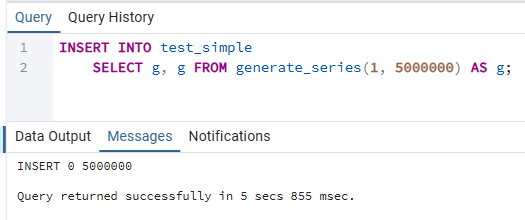 Query Query History
1 INSERT INTO test_simple
2 SELECT g, g FROM generate_series(1, 5000000) AS g;
Data Output Messages Notifications
INSERT 0 5000000
Query returned successfully in 5 secs 855 msec.